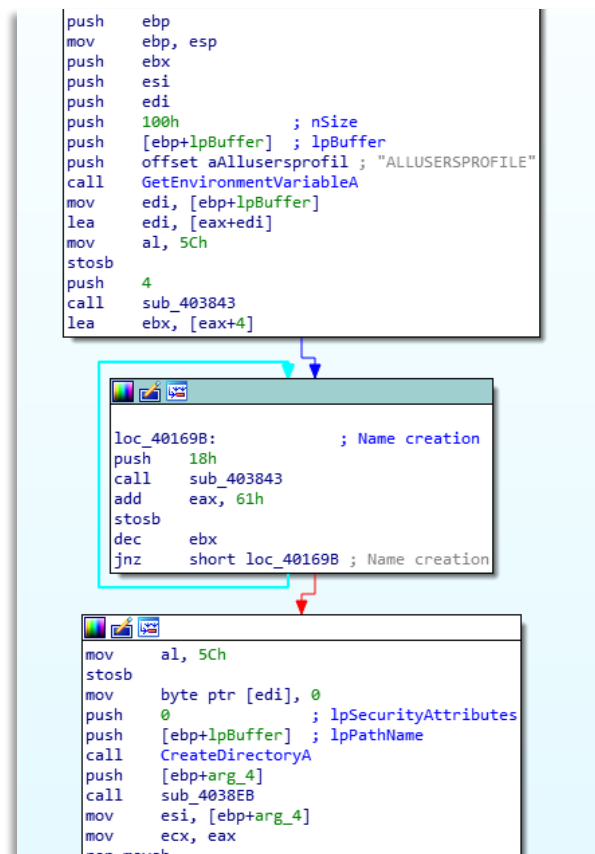 push ebp
mov ebp, esp
push ebx
push esi
push edi
push 100h ; nSize
push [ebp+lpBuffer] ; lpBuffer
push offset aAllusersprofil ; "ALLUSERSPROFILE"
call GetEnvironmentVariableA
mov edi, [ebp+lpBuffer]
lea edi, [eax+edi]
mov al, 5Ch
stosb
push 4
call sub_403843
lea ebx, [eax+4]
loc_40169B: ; Name creation
push 18h
call sub_403843
add eax, 61h
stosb
dec ebx
jnz short loc_40169B ; Name creation
mov al, 5Ch
stosb
mov byte ptr [edi], 0
push 0 ; lpSecurityAttributes
push [ebp+lpBuffer] ; lpPathName
call CreateDirectoryA
push [ebp+arg_4]
call sub_4038EB
mov esi, [ebp+arg_4]
mov ecx, eax